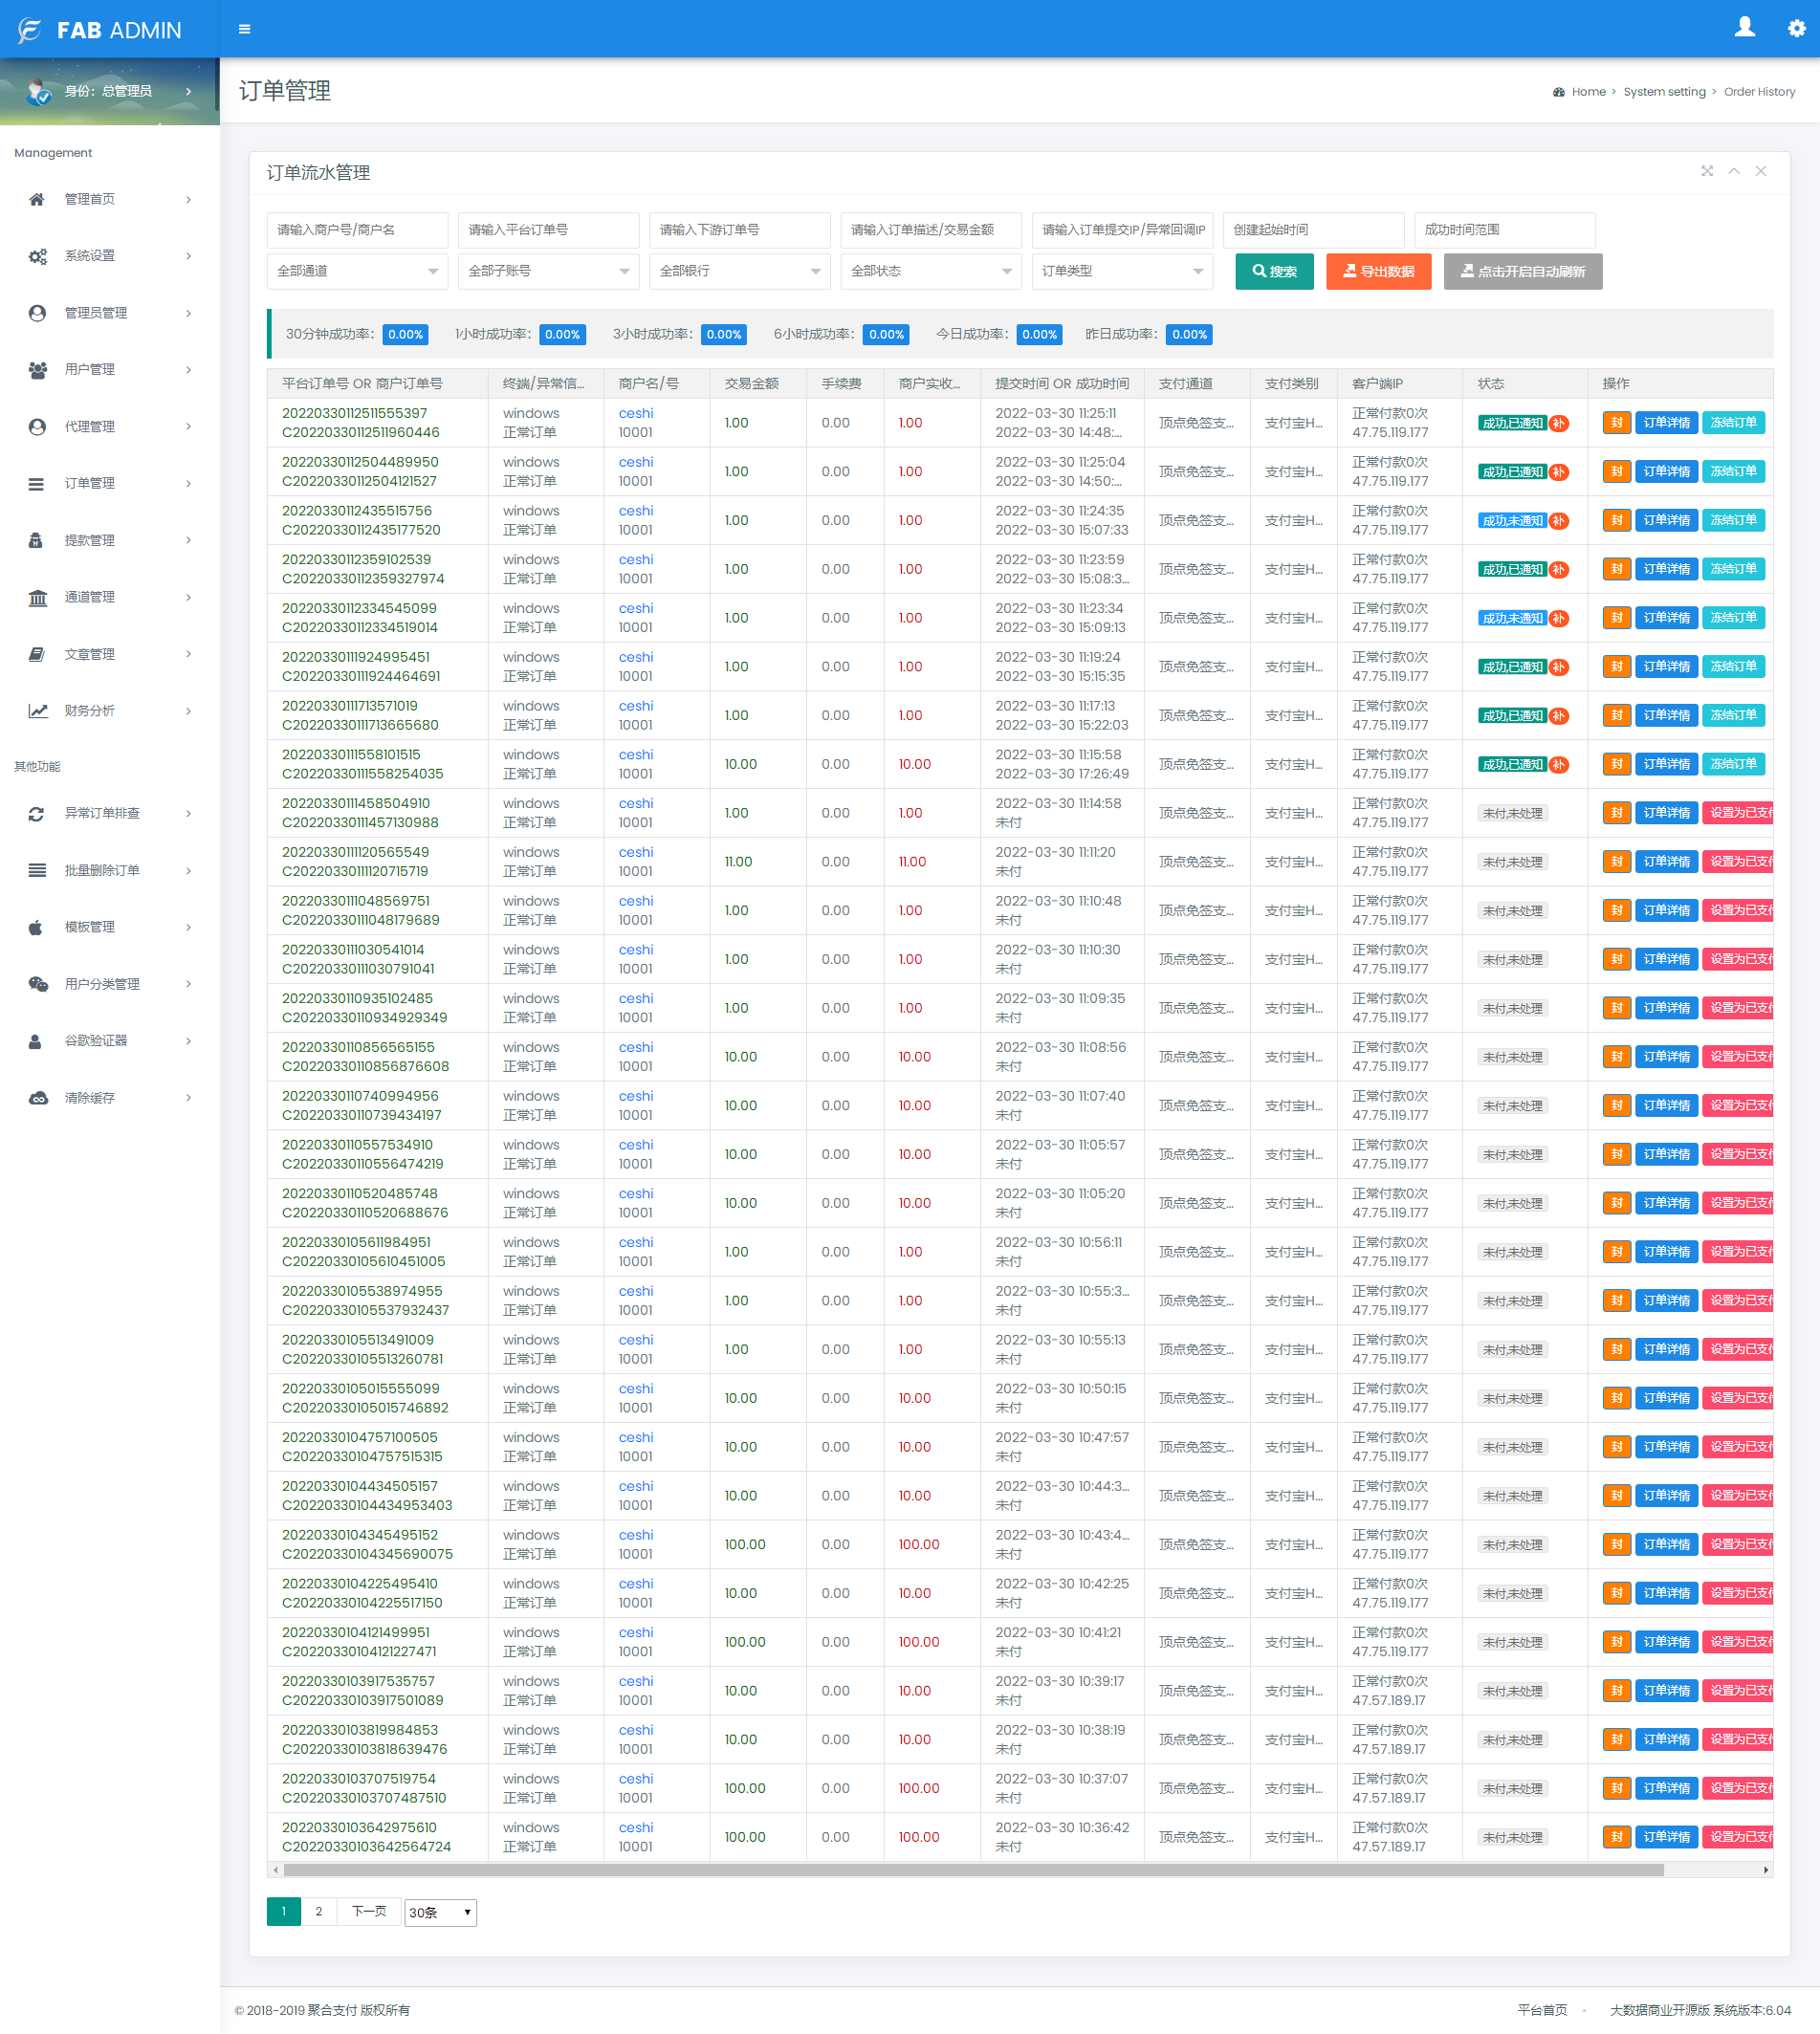 FAB ADMIN
身份：总管理员
订单管理
Home > System setting > Order History
Management
管理首页
系统设置
管理员管理
用户管理
代理管理
订单管理
提款管理
通道管理
文章管理
财务分析
其他功能
异常订单排查
批量删除订单
模板管理
用户分类管理
谷歌验证器
清除缓存
订单流水管理
请输入商户号/商户名 请输入平台订单号 请输入下游订单号 请输入订单描述/交易金额 请输入订单提交IP/异常回调IP 创建起始时间 成功时间范围
全部通道 全部子账号 全部银行 全部状态 订单类型 搜索 导出数据 点击开启自动刷新
30分钟成功率： 0.00% 1小时成功率： 0.00% 3小时成功率： 0.00% 6小时成功率： 0.00% 今日成功率： 0.00% 昨日成功率： 0.00%
平台订单号 OR 商户订单号 终端/异常信... 商户名/号 交易金额 手续费 商户实收... 提交时间 OR 成功时间 支付通道 支付类别 客户端IP 状态 操作
20220330112511555397 windows ceshi 2022-03-30 11:25:11 正常付款0次
1.00 0.00 1.00 顶点免签支... 支付宝H... 成功,已通知 补 封 订单详情 冻结订单
C20220330112511960446 正常订单 10001 2022-03-30 14:48:... 47.75.119.177
20220330112504489950 windows ceshi 2022-03-30 11:25:04 正常付款0次
1.00 0.00 1.00 顶点免签支... 支付宝H... 成功,已通知 补 封 订单详情 冻结订单
C20220330112504121527 正常订单 10001 2022-03-30 14:50:... 47.75.119.177
20220330112435515756 windows ceshi 2022-03-30 11:24:35 正常付款0次
1.00 0.00 1.00 顶点免签支... 支付宝H... 成功,未通知 补 封 订单详情 冻结订单
C20220330112435177520 正常订单 10001 2022-03-30 15:07:33 47.75.119.177
20220330112359102539 windows ceshi 2022-03-30 11:23:59 正常付款0次
1.00 0.00 1.00 顶点免签支... 支付宝H... 成功,已通知 补 封 订单详情 冻结订单
C20220330112359327974 正常订单 10001 2022-03-30 15:08:3... 47.75.119.177
20220330112334545099 windows ceshi 2022-03-30 11:23:34 正常付款0次
1.00 0.00 1.00 顶点免签支... 支付宝H... 成功,未通知 补 封 订单详情 冻结订单
C20220330112334519014 正常订单 10001 2022-03-30 15:09:13 47.75.119.177
20220330111924995451 windows ceshi 2022-03-30 11:19:24 正常付款0次
1.00 0.00 1.00 顶点免签支... 支付宝H... 成功,已通知 补 封 订单详情 冻结订单
C20220330111924464691 正常订单 10001 2022-03-30 15:15:35 47.75.119.177
20220330111713571019 windows ceshi 2022-03-30 11:17:13 正常付款0次
1.00 0.00 1.00 顶点免签支... 支付宝H... 成功,已通知 补 封 订单详情 冻结订单
C20220330111713665680 正常订单 10001 2022-03-30 15:22:03 47.75.119.177
20220330111558101515 windows ceshi 2022-03-30 11:15:58 正常付款0次
10.00 0.00 10.00 顶点免签支... 支付宝H... 成功,已通知 补 封 订单详情 冻结订单
C20220330111558254035 正常订单 10001 2022-03-30 17:26:49 47.75.119.177
20220330111458504910 windows ceshi 2022-03-30 11:14:58 正常付款0次
1.00 0.00 1.00 顶点免签支... 支付宝H... 未付,未处理 封 订单详情 设置为已支付
C20220330111457130988 正常订单 10001 未付 47.75.119.177
20220330111120565549 windows ceshi 2022-03-30 11:11:20 正常付款0次
11.00 0.00 11.00 顶点免签支... 支付宝H... 未付,未处理 封 订单详情 设置为已支付
C20220330111120715719 正常订单 10001 未付 47.75.119.177
20220330111048569751 windows ceshi 2022-03-30 11:10:48 正常付款0次
1.00 0.00 1.00 顶点免签支... 支付宝H... 未付,未处理 封 订单详情 设置为已支付
C20220330111048179689 正常订单 10001 未付 47.75.119.177
20220330111030541014 windows ceshi 2022-03-30 11:10:30 正常付款0次
1.00 0.00 1.00 顶点免签支... 支付宝H... 未付,未处理 封 订单详情 设置为已支付
C20220330111030791041 正常订单 10001 未付 47.75.119.177
20220330110935102485 windows ceshi 2022-03-30 11:09:35 正常付款0次
1.00 0.00 1.00 顶点免签支... 支付宝H... 未付,未处理 封 订单详情 设置为已支付
C20220330110934929349 正常订单 10001 未付 47.75.119.177
20220330110856565155 windows ceshi 2022-03-30 11:08:56 正常付款0次
10.00 0.00 10.00 顶点免签支... 支付宝H... 未付,未处理 封 订单详情 设置为已支付
C20220330110856876608 正常订单 10001 未付 47.75.119.177
20220330110740994956 windows ceshi 2022-03-30 11:07:40 正常付款0次
10.00 0.00 10.00 顶点免签支... 支付宝H... 未付,未处理 封 订单详情 设置为已支付
C20220330110739434197 正常订单 10001 未付 47.75.119.177
20220330110557534910 windows ceshi 2022-03-30 11:05:57 正常付款0次
10.00 0.00 10.00 顶点免签支... 支付宝H... 未付,未处理 封 订单详情 设置为已支付
C20220330110556474219 正常订单 10001 未付 47.75.119.177
20220330110520485748 windows ceshi 2022-03-30 11:05:20 正常付款0次
10.00 0.00 10.00 顶点免签支... 支付宝H... 未付,未处理 封 订单详情 设置为已支付
C20220330110520688676 正常订单 10001 未付 47.75.119.177
20220330105611984951 windows ceshi 2022-03-30 10:56:11 正常付款0次
1.00 0.00 1.00 顶点免签支... 支付宝H... 未付,未处理 封 订单详情 设置为已支付
C20220330105610451005 正常订单 10001 未付 47.75.119.177
20220330105538974955 windows ceshi 2022-03-30 10:55:3... 正常付款0次
1.00 0.00 1.00 顶点免签支... 支付宝H... 未付,未处理 封 订单详情 设置为已支付
C20220330105537932437 正常订单 10001 未付 47.75.119.177
20220330105513491009 windows ceshi 2022-03-30 10:55:13 正常付款0次
1.00 0.00 1.00 顶点免签支... 支付宝H... 未付,未处理 封 订单详情 设置为已支付
C20220330105513260781 正常订单 10001 未付 47.75.119.177
20220330105015555099 windows ceshi 2022-03-30 10:50:15 正常付款0次
10.00 0.00 10.00 顶点免签支... 支付宝H... 未付,未处理 封 订单详情 设置为已支付
C20220330105015746892 正常订单 10001 未付 47.75.119.177
20220330104757100505 windows ceshi 2022-03-30 10:47:57 正常付款0次
10.00 0.00 10.00 顶点免签支... 支付宝H... 未付,未处理 封 订单详情 设置为已支付
C20220330104757515315 正常订单 10001 未付 47.75.119.177
20220330104434505157 windows ceshi 2022-03-30 10:44:3... 正常付款0次
10.00 0.00 10.00 顶点免签支... 支付宝H... 未付,未处理 封 订单详情 设置为已支付
C20220330104434953403 正常订单 10001 未付 47.75.119.177
20220330104345495152 windows ceshi 2022-03-30 10:43:4... 正常付款0次
100.00 0.00 100.00 顶点免签支... 支付宝H... 未付,未处理 封 订单详情 设置为已支付
C20220330104345690075 正常订单 10001 未付 47.75.119.177
20220330104225495410 windows ceshi 2022-03-30 10:42:25 正常付款0次
10.00 0.00 10.00 顶点免签支... 支付宝H... 未付,未处理 封 订单详情 设置为已支付
C20220330104225517150 正常订单 10001 未付 47.75.119.177
20220330104121499951 windows ceshi 2022-03-30 10:41:21 正常付款0次
100.00 0.00 100.00 顶点免签支... 支付宝H... 未付,未处理 封 订单详情 设置为已支付
C20220330104121227471 正常订单 10001 未付 47.75.119.177
20220330103917535757 windows ceshi 2022-03-30 10:39:17 正常付款0次
10.00 0.00 10.00 顶点免签支... 支付宝H... 未付,未处理 封 订单详情 设置为已支付
C20220330103917501089 正常订单 10001 未付 47.57.189.17
20220330103819984853 windows ceshi 2022-03-30 10:38:19 正常付款0次
10.00 0.00 10.00 顶点免签支... 支付宝H... 未付,未处理 封 订单详情 设置为已支付
C20220330103818639476 正常订单 10001 未付 47.57.189.17
20220330103707519754 windows ceshi 2022-03-30 10:37:07 正常付款0次
100.00 0.00 100.00 顶点免签支... 支付宝H... 未付,未处理 封 订单详情 设置为已支付
C20220330103707487510 正常订单 10001 未付 47.57.189.17
20220330103642975610 windows ceshi 2022-03-30 10:36:42 正常付款0次
100.00 0.00 100.00 顶点免签支... 支付宝H... 未付,未处理 封 订单详情 设置为已支付
C20220330103642564724 正常订单 10001 未付 47.57.189.17
1 2 下一页 30条
© 2018-2019 聚合支付 版权所有 平台首页 大数据商业开源版 系统版本:6.04